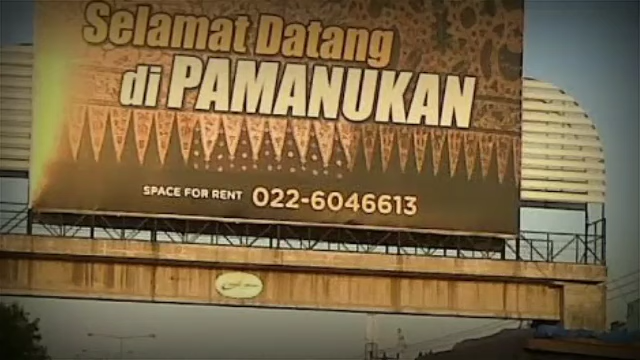 Selamat Datang
di PAMANUKAN
SPACE FOR RENT 022-6046613